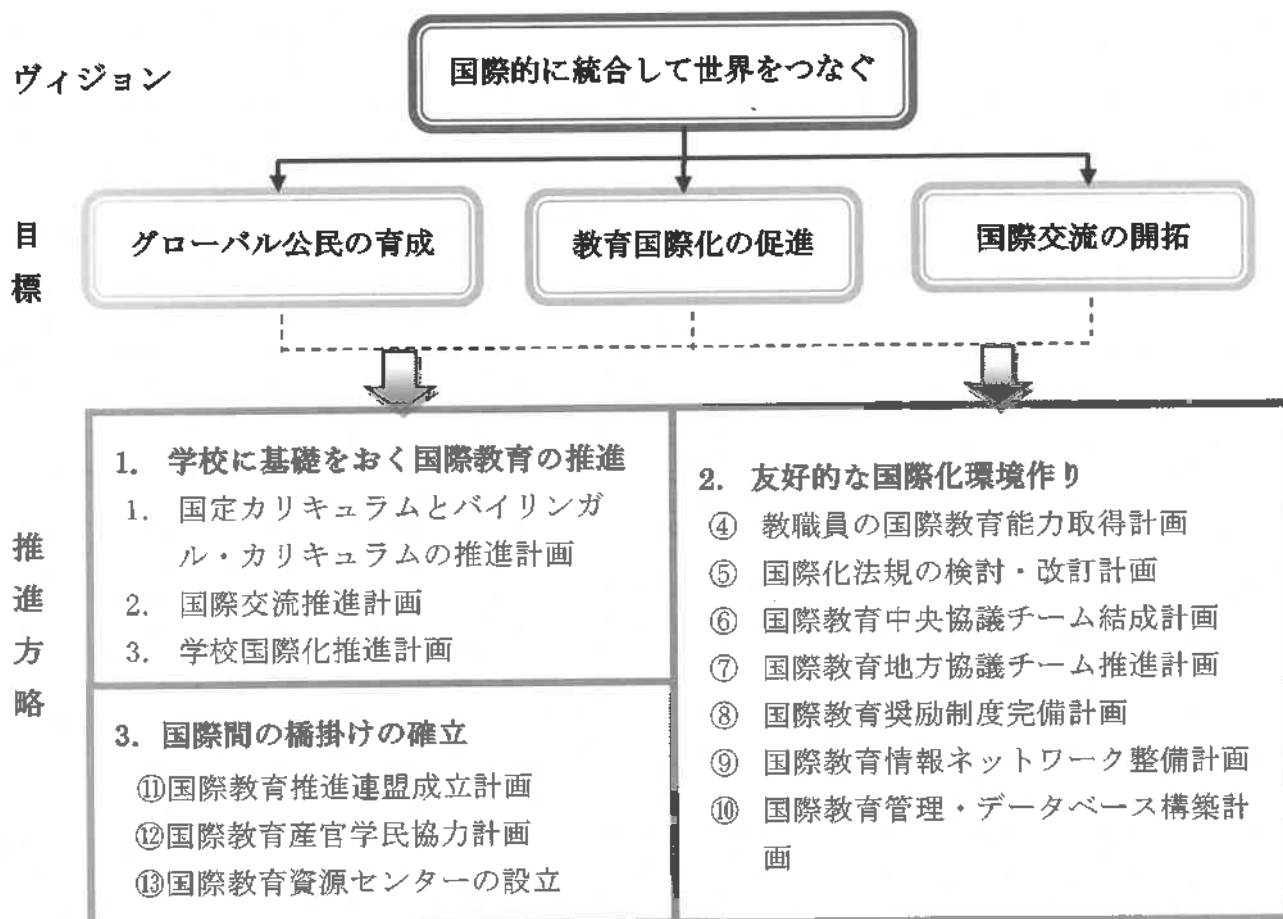 ヴィジョン
国際的に統合して世界をつなぐ
目標
グローバル公民の育成
教育国際化の促進
国際交流の開拓
推進方略
1. 学校に基礎をおく国際教育の推進
1. 国定カリキュラムとバイリンガ
ル・カリキュラムの推進計画
2. 国際交流推進計画
3. 学校国際化推進計画
3. 国際間の橋掛けの確立
⑪国際教育推進連盟成立計画
⑫国際教育産官学民協力計画
⑬国際教育資源センターの設立
2. 友好的な国際化環境作り
④ 教職員の国際教育能力取得計画
⑤ 国際化法規の検討・改訂計画
⑥ 国際教育中央協議チーム結成計画
⑦ 国際教育地方協議チーム推進計画
⑧ 国際教育奨励制度完備計画
⑨ 国際教育情報ネットワーク整備計画
⑩ 国際教育管理・データベース構築計
画